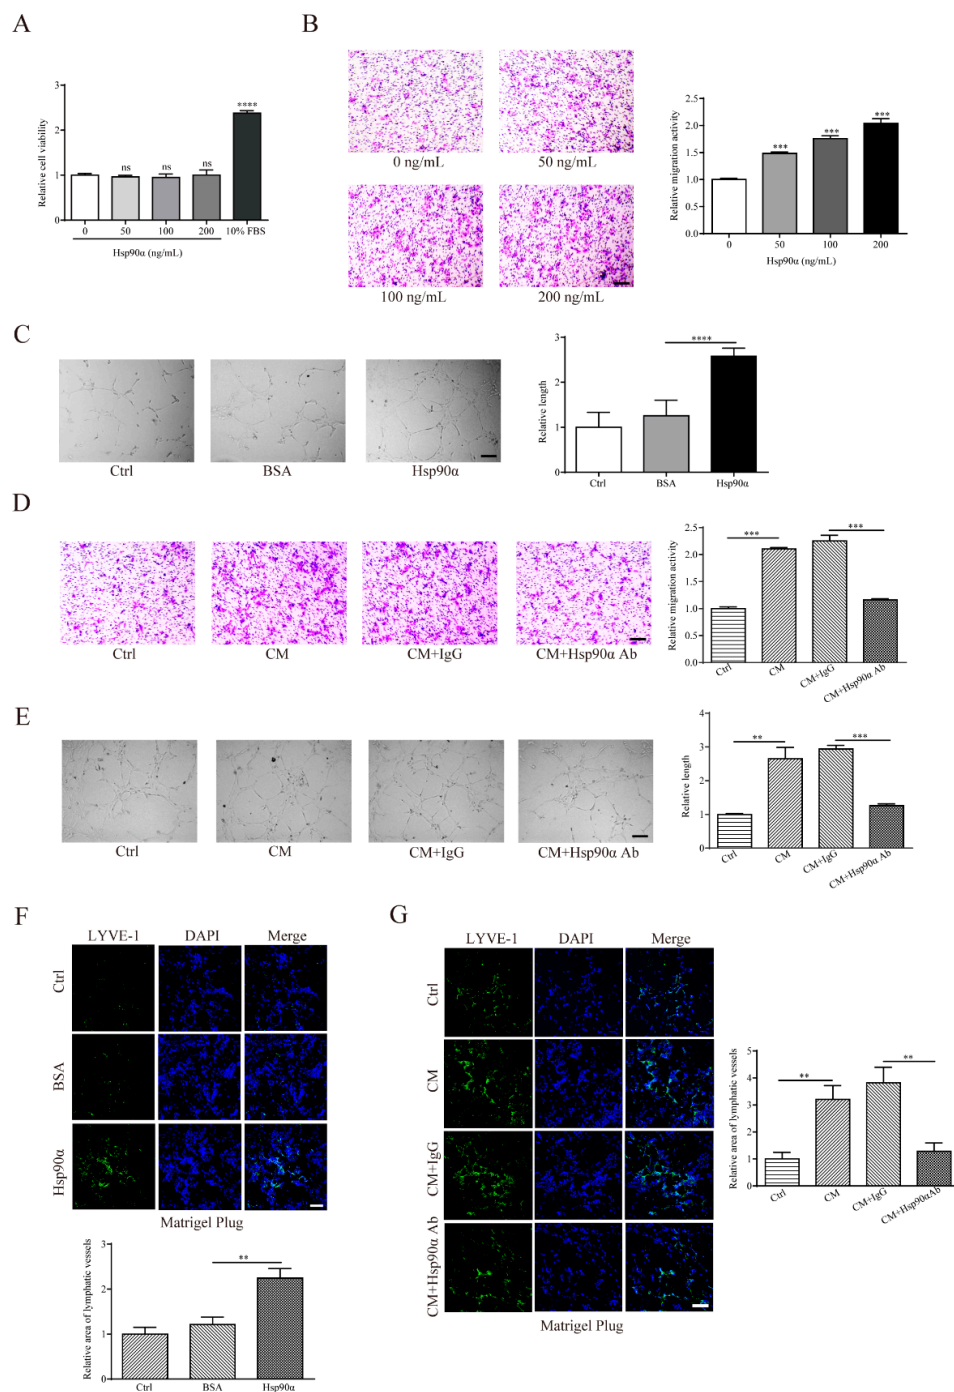 A
Relative cell viability
3
2
1
0
ns
ns
ns
****
0
50
100
200
10% FBS
Hsp90α (ng/mL)
B
0 ng/mL
50 ng/mL
100 ng/mL
200 ng/mL
Relative migration activity
2.5
2.0
1.5
1.0
0.5
0.0
***
***
***
0
50
100
200
Hsp90α (ng/mL)
C
Ctrl
BSA
Hsp90α
Relative length
3
2
1
0
****
Ctrl
BSA
Hsp90α
D
Ctrl
CM
CM+IgG
CM+Hsp90α Ab
Relative migration activity
2.5
2.0
1.5
1.0
0.5
0.0
***
***
Ctrl
CM
CM+IgG
CM+Hsp90α Ab
E
Ctrl
CM
CM+IgG
CM+Hsp90α Ab
Relative length
4
3
2
1
0
**
***
Ctrl
CM
CM+IgG
CM+Hsp90α Ab
F
LYVE-1
DAPI
Merge
Ctrl
BSA
Hsp90α
Matrigel Plug
Relative area of lymphatic vessels
3
2
1
0
**
Ctrl
BSA
Hsp90α
G
LYVE-1
DAPI
Merge
Ctrl
CM
CM+IgG
CM+Hsp90α Ab
Matrigel Plug
Relative area of lymphatic vessels
5
4
3
2
1
0
**
**
Ctrl
CM
CM+IgG
CM+Hsp90αAb